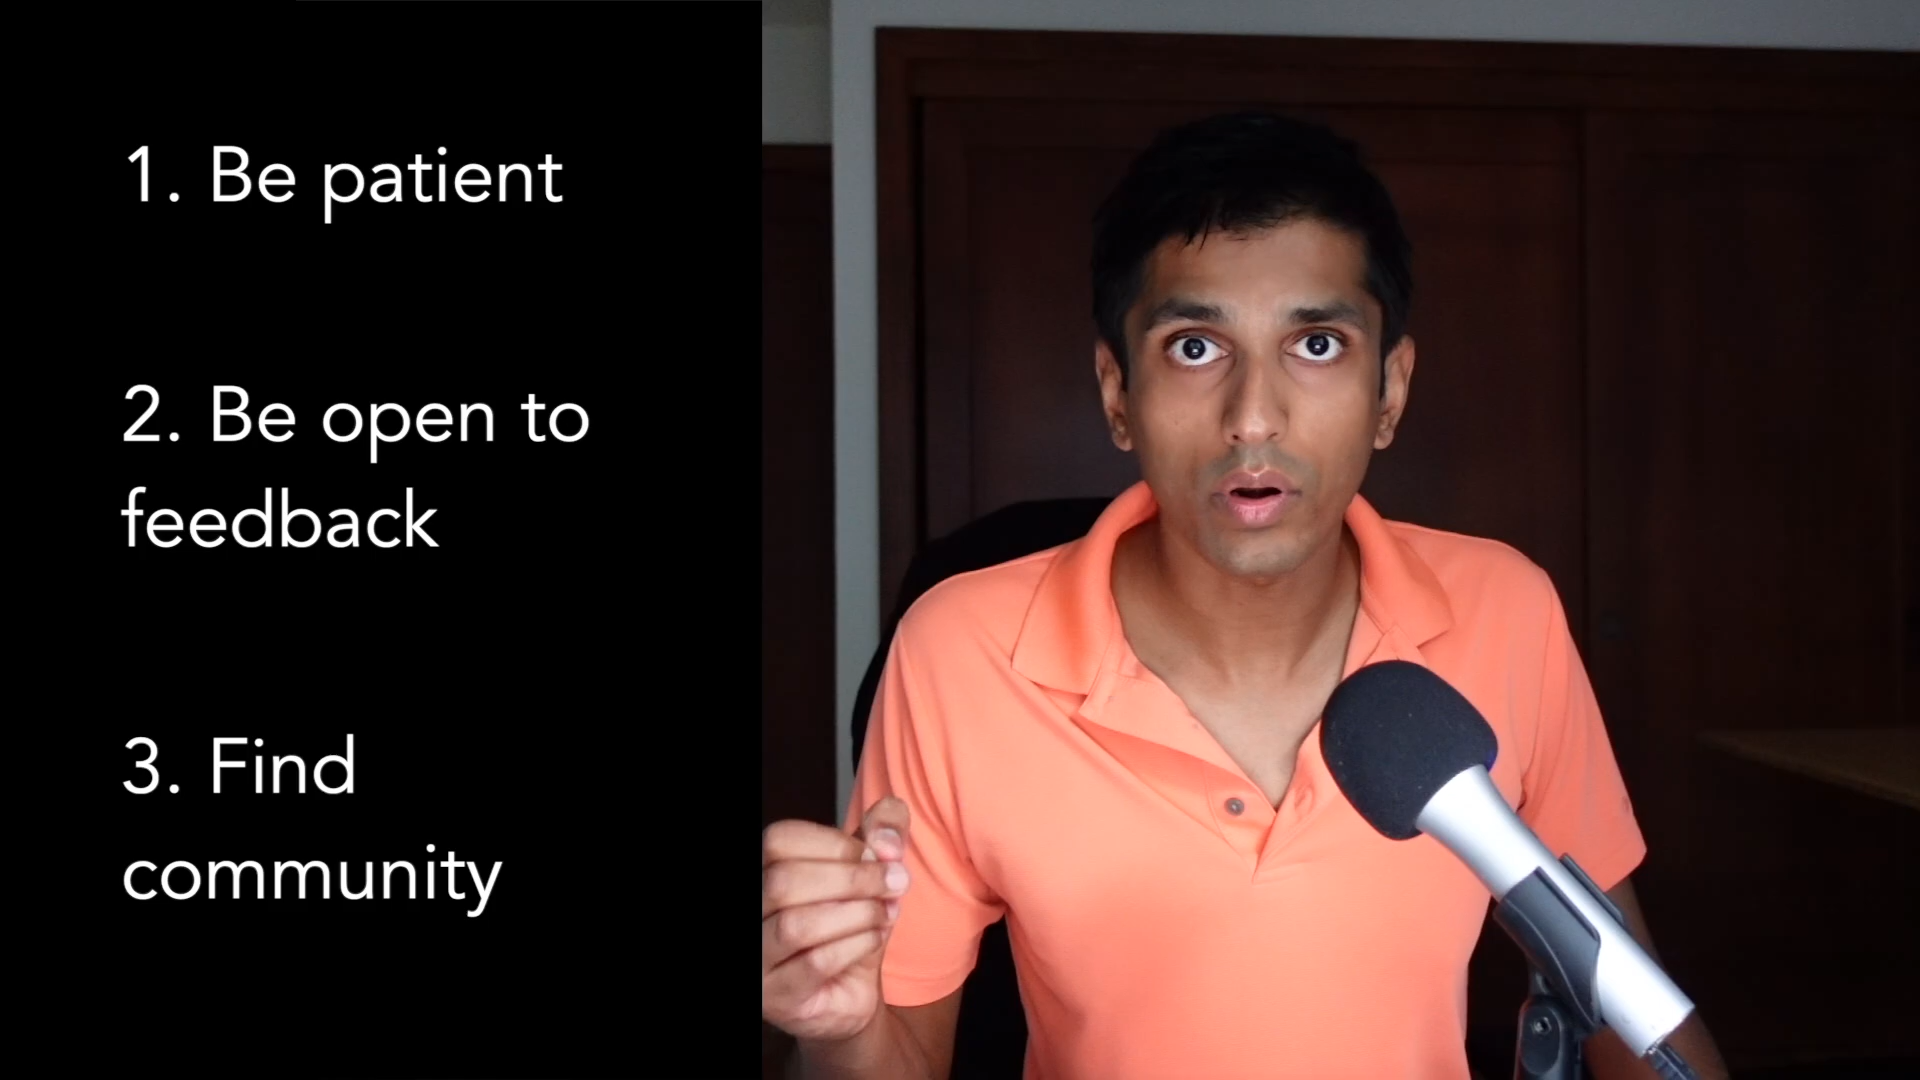 1. Be patient
2. Be open to
feedback
3. Find
community